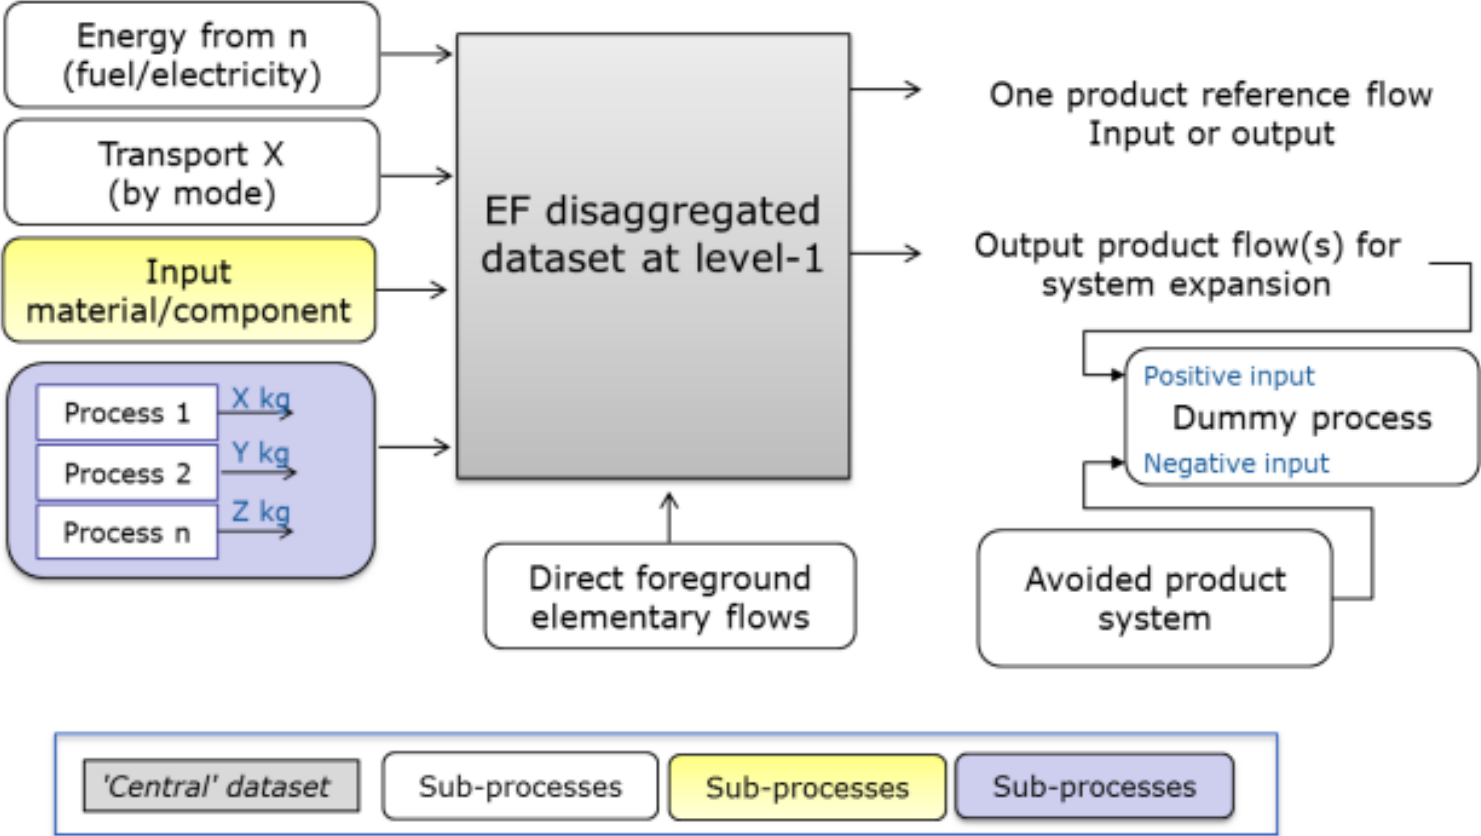 Energy from n
(fuel/electricity)
Transport X
(by mode)
Input
material/component
Process 1
X kg
Process 2
Y kg
Process n
Z kg
EF disaggregated
dataset at level-1
Direct foreground
elementary flows
One product reference flow
Input or output
Output product flow(s) for
system expansion
Positive input
Dummy process
Negative input
Avoided product
system
'Central' dataset
Sub-processes
Sub-processes
Sub-processes